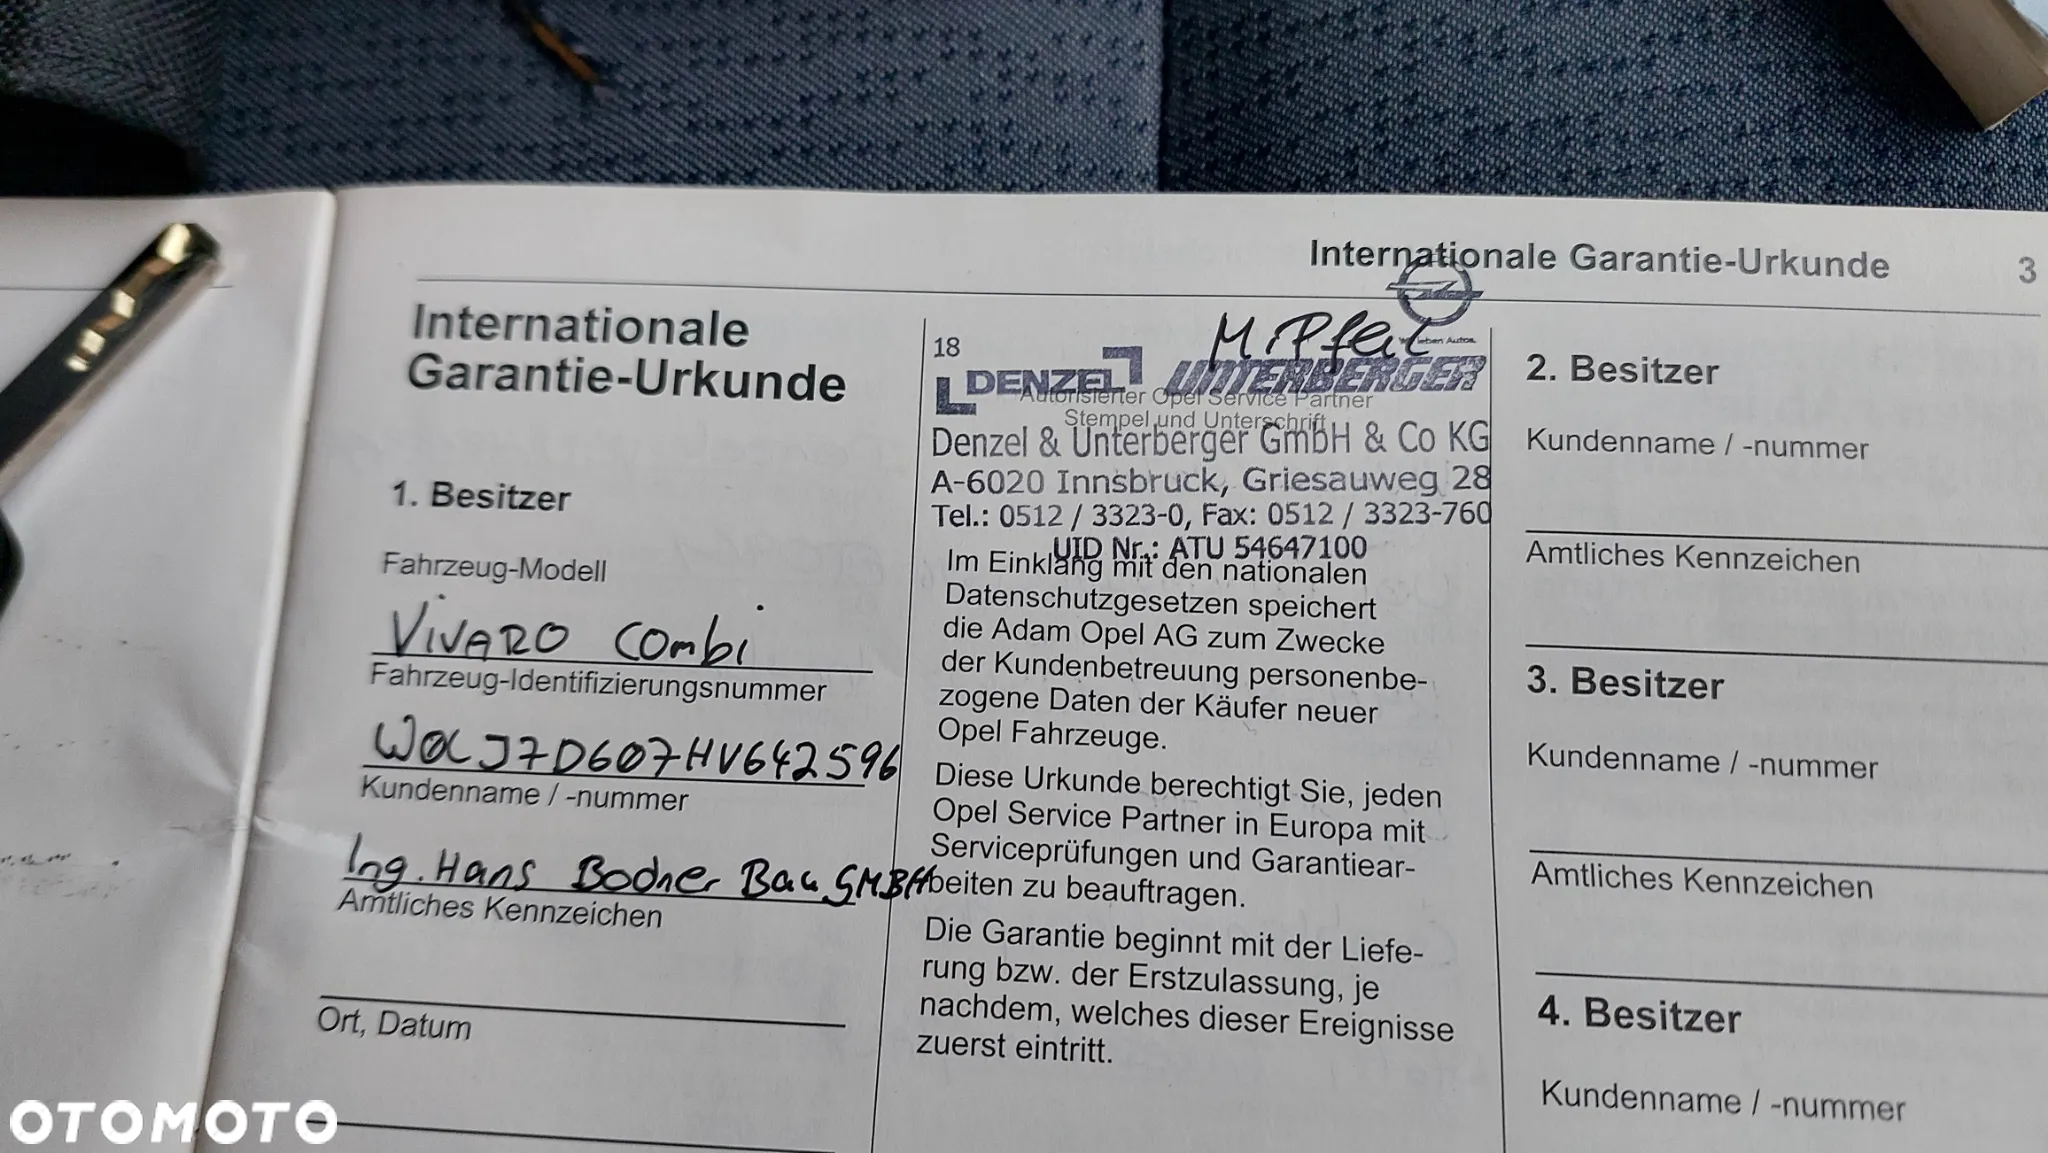 Internationale Garantie-Urkunde 3
Internationale
Garantie-Urkunde
1. Besitzer
Fahrzeug-Modell
VIVARO Combi
Fahrzeug-Identifizierungsnummer
W0LJ7D607HV642596
Kundenname / -nummer
Ing. Hans Bodner Bau GMBH
Amtliches Kennzeichen
Ort, Datum
18
M. Pfeil
DENZEL UNTERBERGER
Autorisierter Opel Service Partner
Stempel und Unterschrift
Denzel & Unterberger GmbH & Co KG
A-6020 Innsbruck, Griesauweg 28
Tel.: 0512 / 3323-0, Fax: 0512 / 3323-760
UID Nr.: ATU 54647100
Im Einklang mit den nationalen
Datenschutzgesetzen speichert
die Adam Opel AG zum Zwecke
der Kundenbetreuung personenbe-
zogene Daten der Käufer neuer
Opel Fahrzeuge.
Diese Urkunde berechtigt Sie, jeden
Opel Service Partner in Europa mit
Serviceprüfungen und Garantiear-
beiten zu beauftragen.
Die Garantie beginnt mit der Liefe-
rung bzw. der Erstzulassung, je
nachdem, welches dieser Ereignisse
zuerst eintritt.
2. Besitzer
Kundenname / -nummer
Amtliches Kennzeichen
3. Besitzer
Kundenname / -nummer
Amtliches Kennzeichen
4. Besitzer
Kundenname / -nummer
OTOMOTO